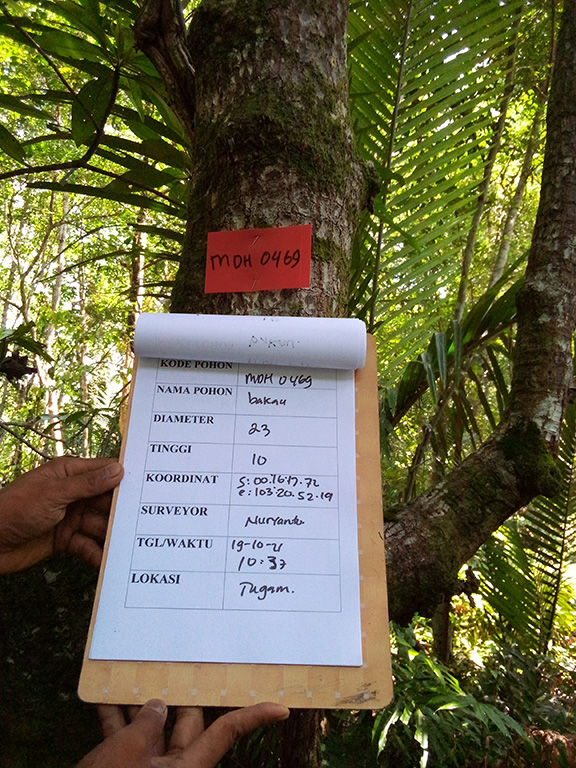 MDH 0469
KODE POHON MDH 0469
NAMA POHON bakau
DIAMETER 23
TINGGI 10
KOORDINAT S: 00.16.17.72
e: 103.20.52.19
SURVEYOR Nuryanto
TGL/WAKTU 19-10-21
10:37
LOKASI Tugam.